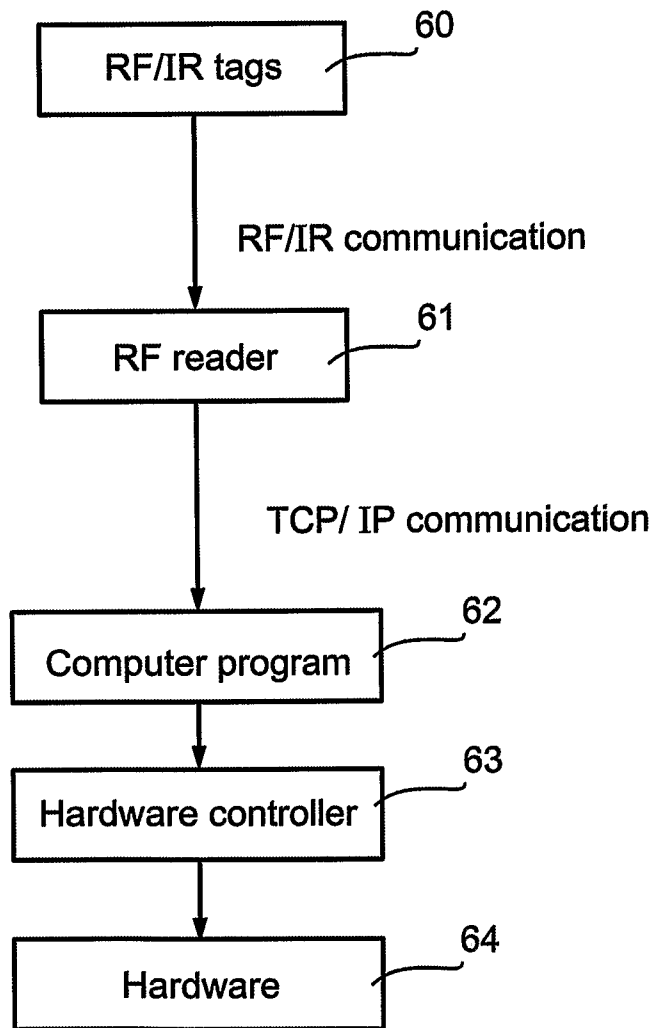 60
RF/IR tags
RF/IR communication
61
RF reader
TCP/ IP communication
62
Computer program
63
Hardware controller
64
Hardware